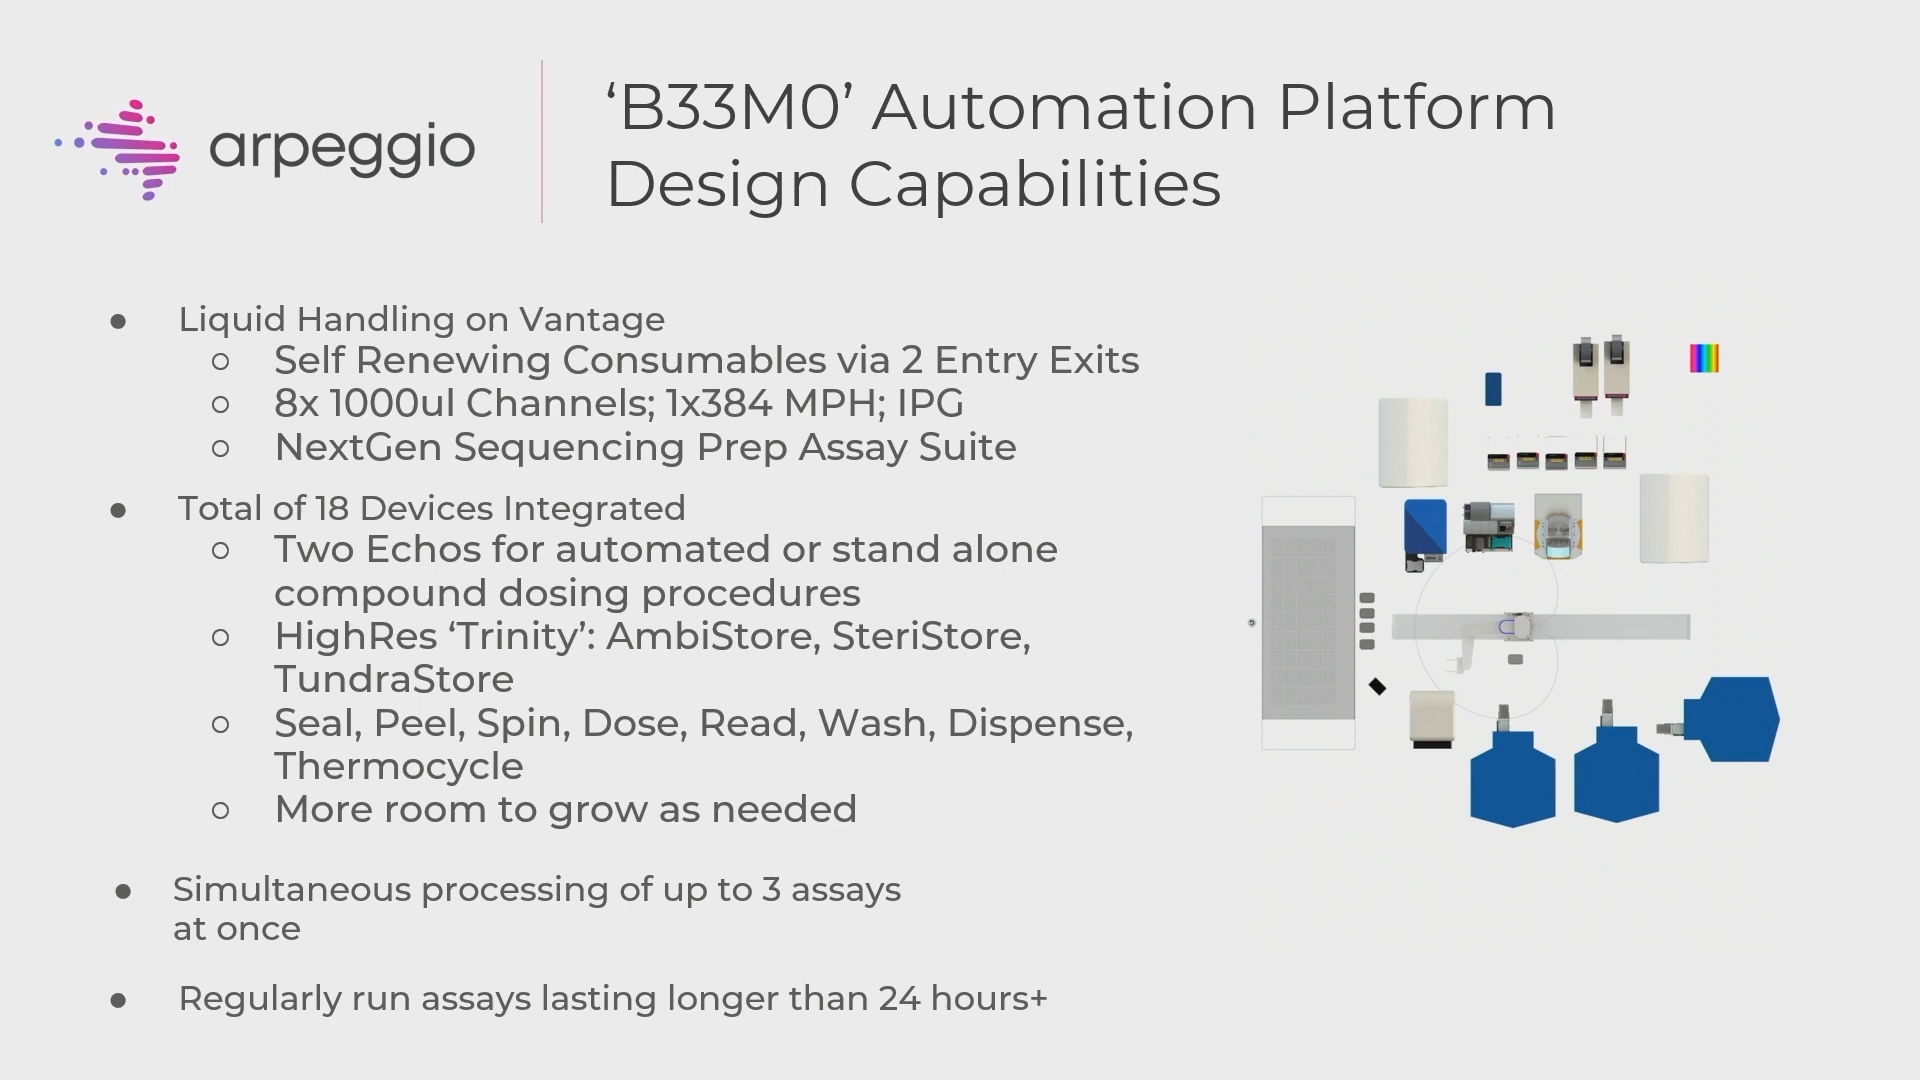 arpeggio
‘B33M0’ Automation Platform
Design Capabilities
● Liquid Handling on Vantage
○ Self Renewing Consumables via 2 Entry Exits
○ 8x 1000ul Channels; 1x384 MPH; IPG
○ NextGen Sequencing Prep Assay Suite
● Total of 18 Devices Integrated
○ Two Echos for automated or stand alone
compound dosing procedures
○ HighRes ‘Trinity’: AmbiStore, SteriStore,
TundraStore
○ Seal, Peel, Spin, Dose, Read, Wash, Dispense,
Thermocycle
○ More room to grow as needed
● Simultaneous processing of up to 3 assays
at once
● Regularly run assays lasting longer than 24 hours+